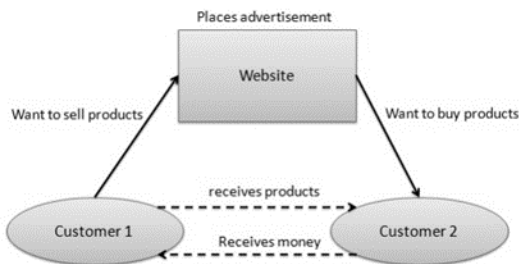 Places advertisement
Website
Want to sell products
Want to buy products
receives products
Customer 1
Customer 2
Receives money